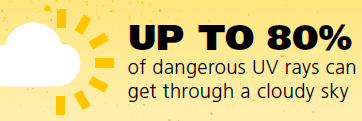 UP TO 80%
of dangerous UV rays can
get through a cloudy sky